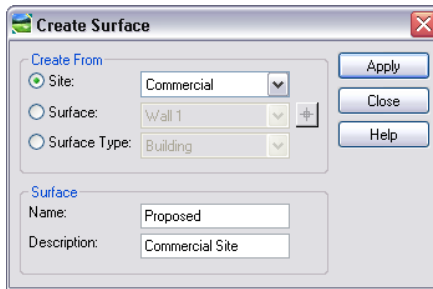 Create Surface
Create From
Site: Commercial
Apply
Surface: Wall 1
Close
Surface Type: Building
Help
Surface
Name: Proposed
Description: Commercial Site